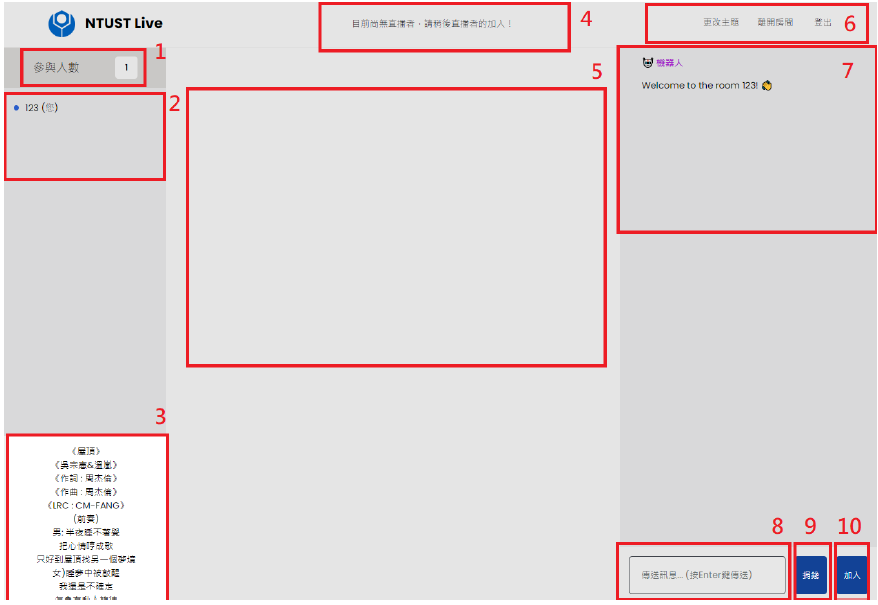 NTUST Live
目前尚無直播者，請稍後直播者的加入！
4
更改主題 離開房間 登出
6
1
參與人數 1
2
123 (您)
5
7
機器人
Welcome to the room 123!
3
《屋頂》
《吳宗憲&溫嵐》
《作詞 : 周杰倫》
《作曲 : 周杰倫》
《LRC : CM-FANG》
(前奏)
男: 半夜睡不著覺
把心情哼成歌
只好到屋頂找另一個夢境
女)睡夢中被敲醒
我還是不確定
8
9
10
傳送訊息... (按Enter鍵傳送)
捐錢
加入